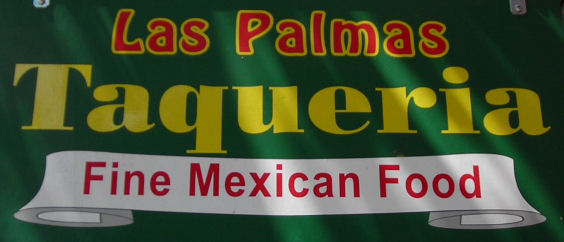 Las Palmas
Taqueria
Fine Mexican Food